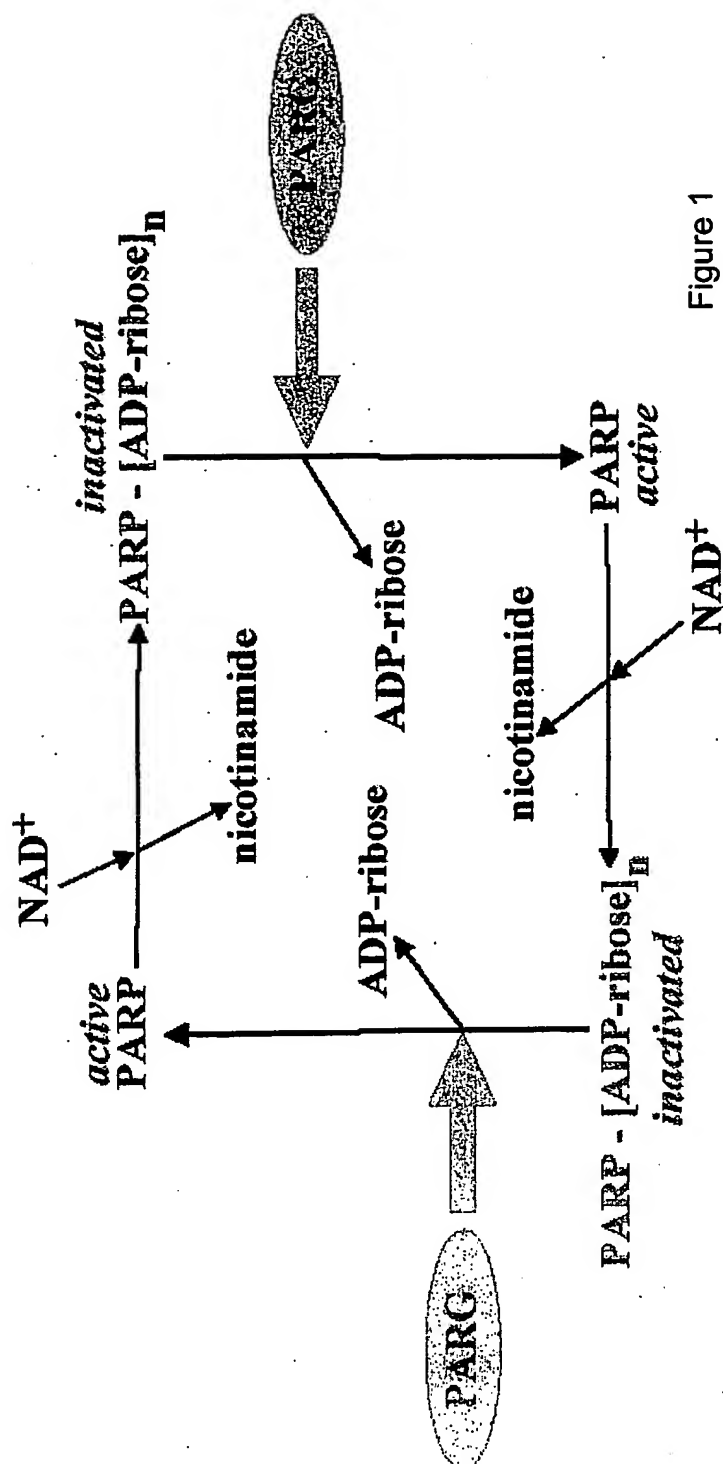 active
PARP
NAD⁺
nicotinamide
inactivated
PARP - [ADP-ribose]n
PARG
ADP-ribose
PARP
active
NAD⁺
nicotinamide
PARP - [ADP-ribose]n
inactivated
PARG
ADP-ribose
Figure 1